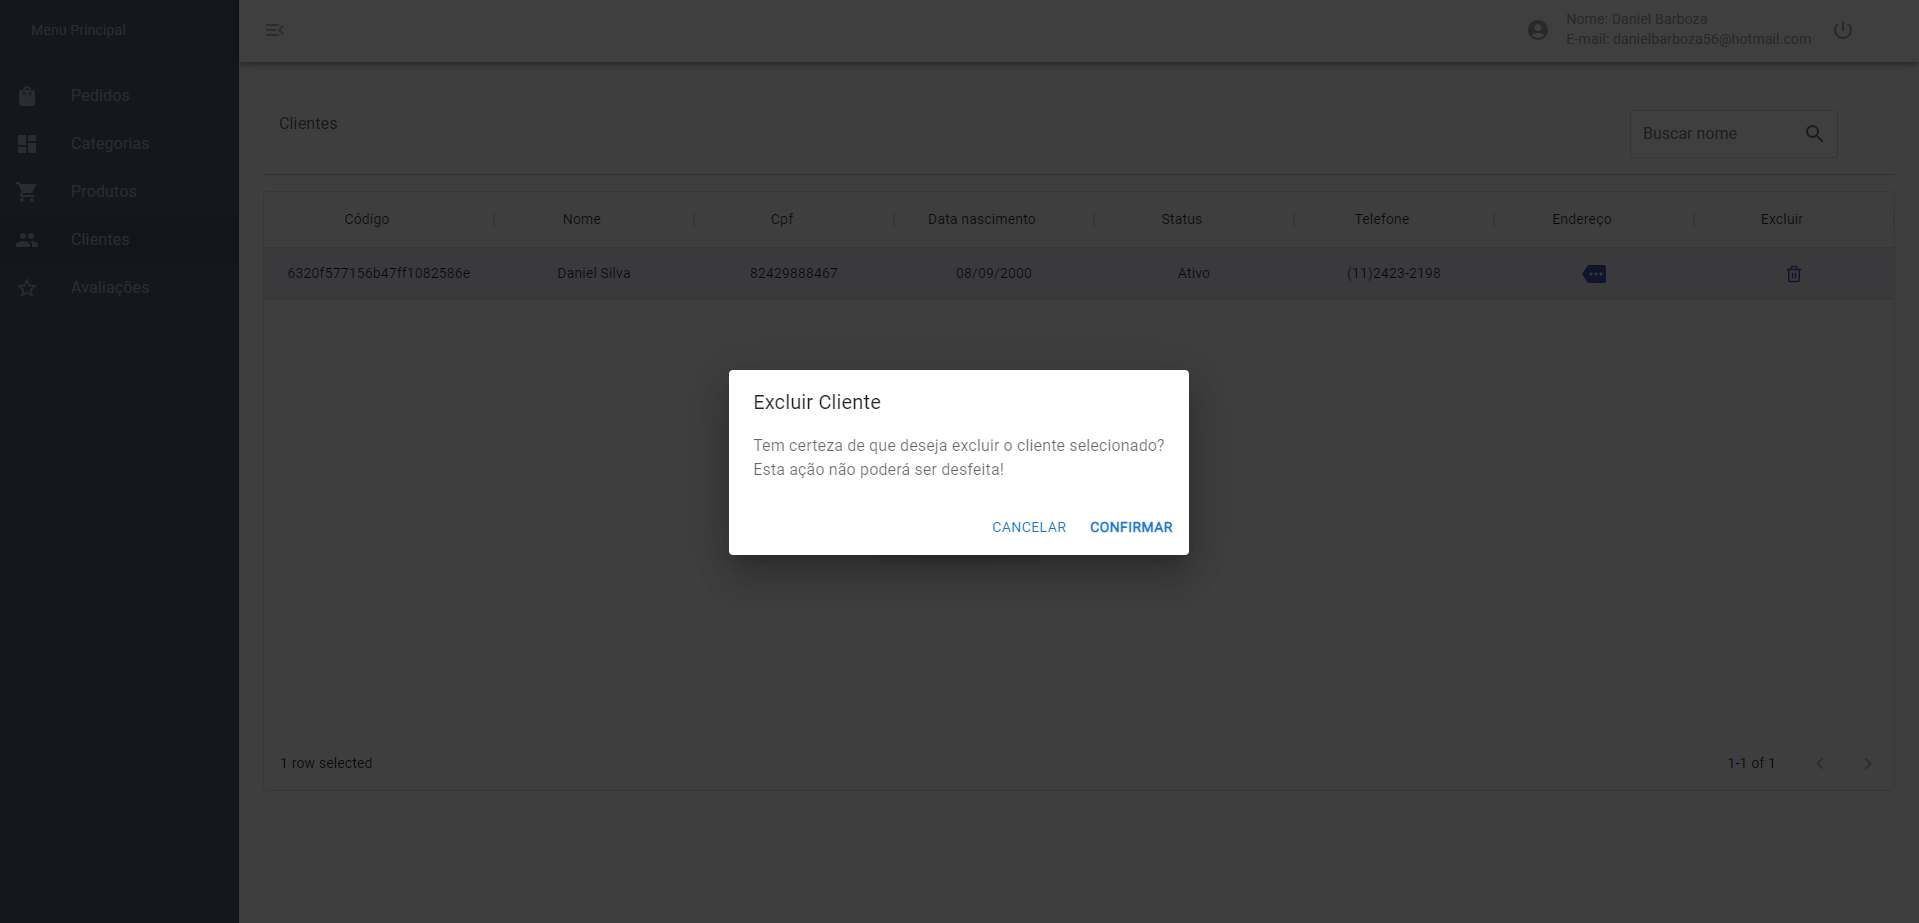 Menu Principal
Nome: Daniel Barboza
E-mail: danielbarboza56@hotmail.com
Pedidos
Categorias
Produtos
Clientes
Avaliações
Clientes
Buscar nome
Código Nome Cpf Data nascimento Status Telefone Endereço Excluir
6320f577156b47ff1082586e Daniel Silva 82429888467 08/09/2000 Ativo (11)2423-2198
Excluir Cliente
Tem certeza de que deseja excluir o cliente selecionado?
Esta ação não poderá ser desfeita!
CANCELAR CONFIRMAR
1 row selected 1-1 of 1